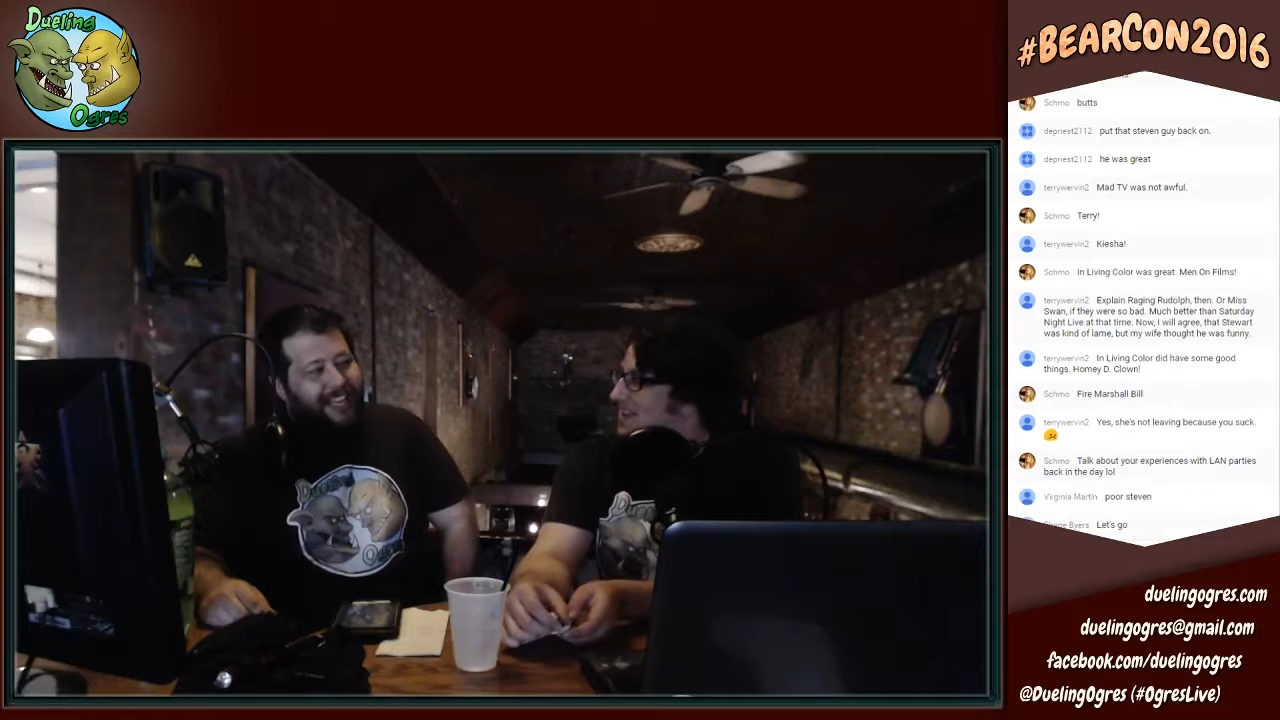 Dueling
Ogres
#BEARCON2016
Schmo butts
depriest2112 put that steven guy back on.
depriest2112 he was great
terrywervin2 Mad TV was not awful.
Schmo Terry!
terrywervin2 Kiesha!
Schmo In Living Color was great. Men On Films!
terrywervin2 Explain Raging Rudolph, then. Or Miss
Swan, if they were so bad. Much better than Saturday
Night Live at that time. Now, I will agree, that Stewart
was kind of lame, but my wife thought he was funny.
terrywervin2 In Living Color did have some good
things. Homey D. Clown!
Schmo Fire Marshall Bill
terrywervin2 Yes, she's not leaving because you suck.
Schmo Talk about your experiences with LAN parties
back in the day lol
Virginia Martin poor steven
Byers Let's go
duelingogres.com
duelingogres@gmail.com
facebook.com/duelingogres
@DuelingOgres (#OgresLive)
Dueling
Ogres